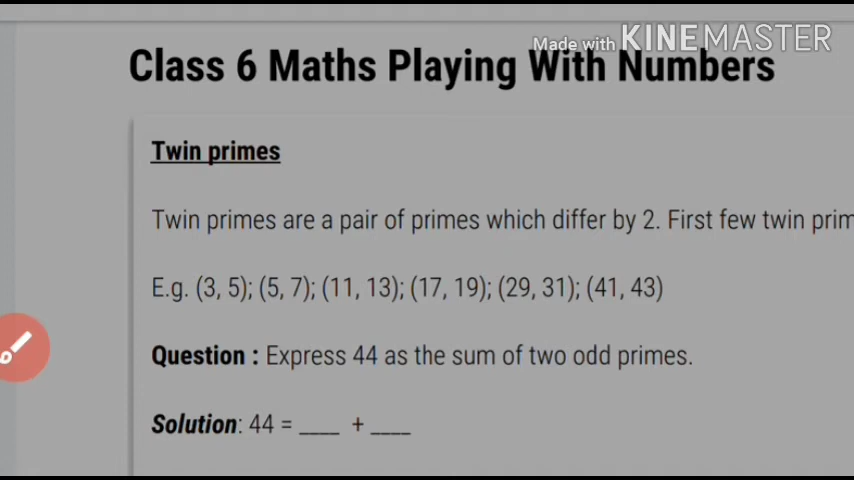 Made with KINEMASTER
Class 6 Maths Playing With Numbers
Twin primes
Twin primes are a pair of primes which differ by 2. First few twin prim
E.g. (3, 5); (5, 7); (11, 13); (17, 19); (29, 31); (41, 43)
Question : Express 44 as the sum of two odd primes.
Solution: 44 = ____ + ____